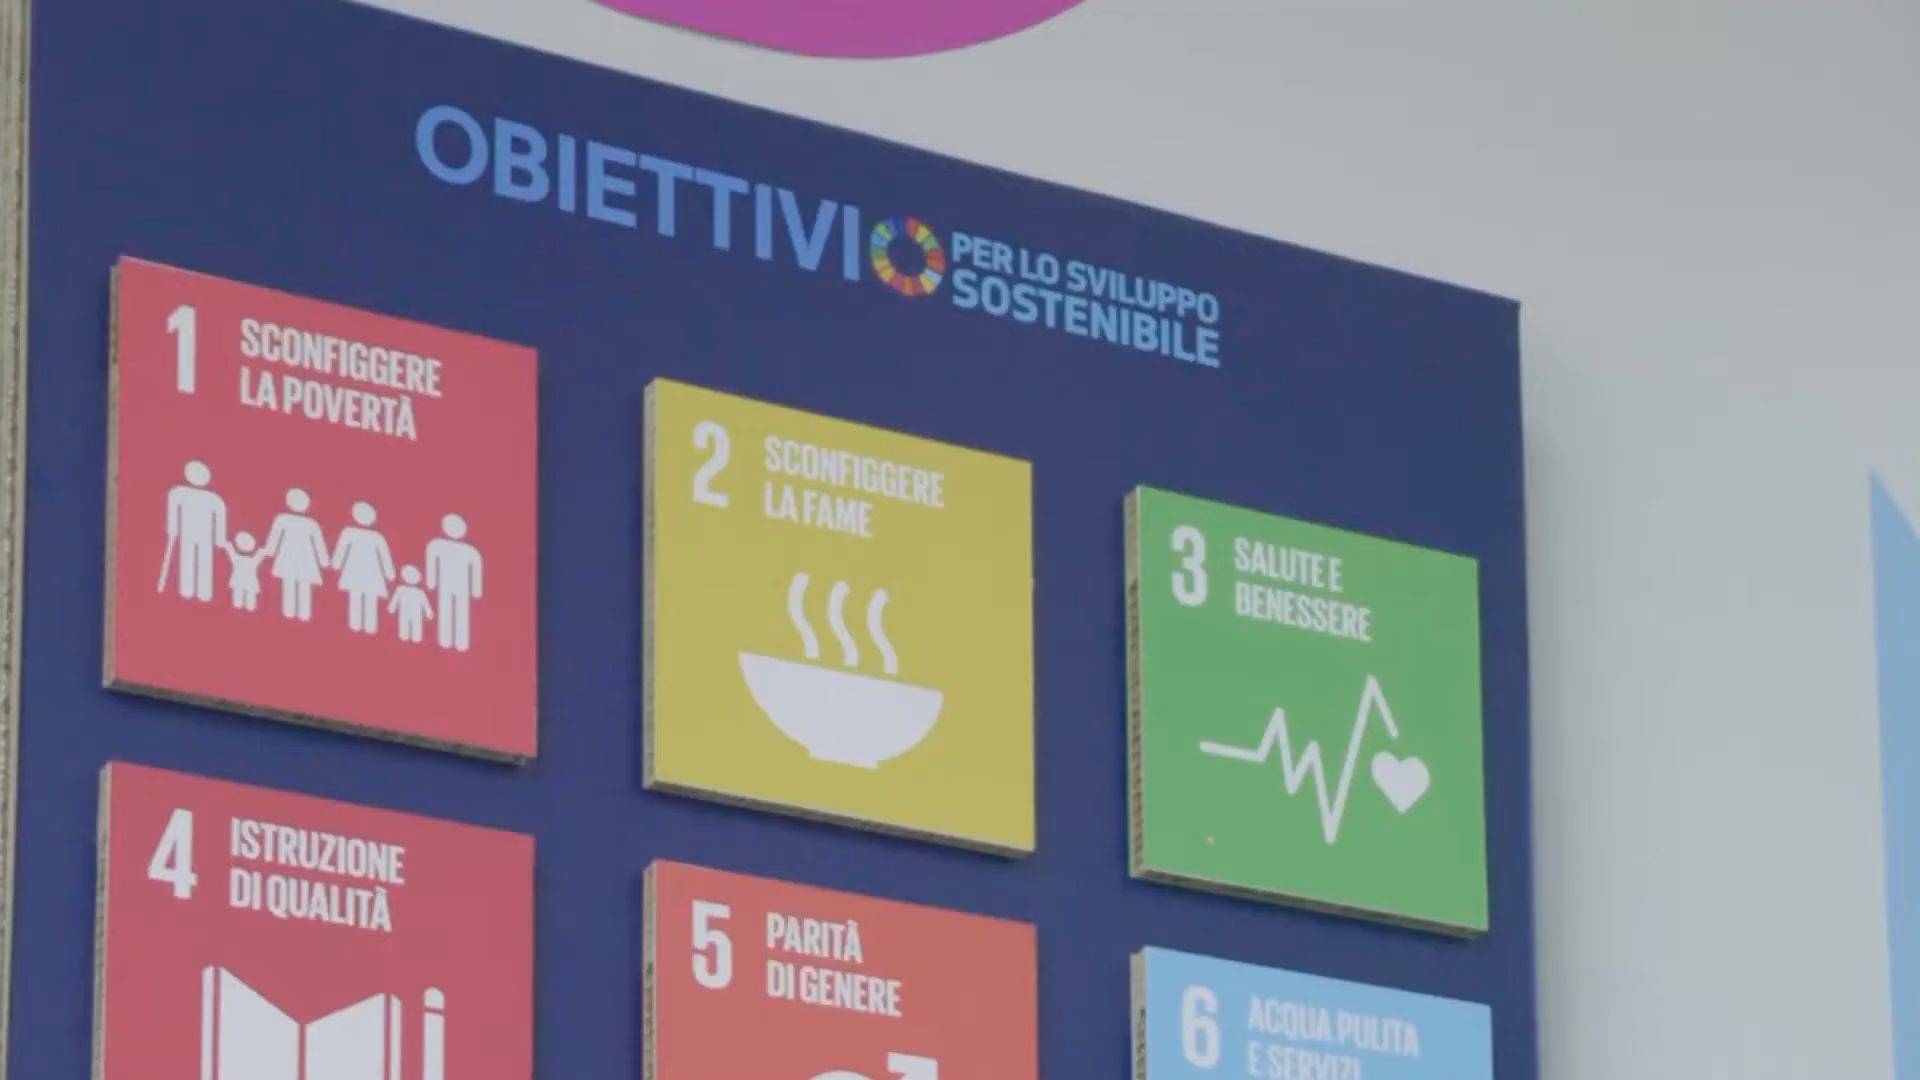 OBIETTIVI
PER LO SVILUPPO
SOSTENIBILE
1
SCONFIGGERE
LA POVERTÀ
2
SCONFIGGERE
LA FAME
3
SALUTE E
BENESSERE
4
ISTRUZIONE
DI QUALITÀ
5
PARITÀ
DI GENERE
6
ACQUA PULITA
E SERVIZI